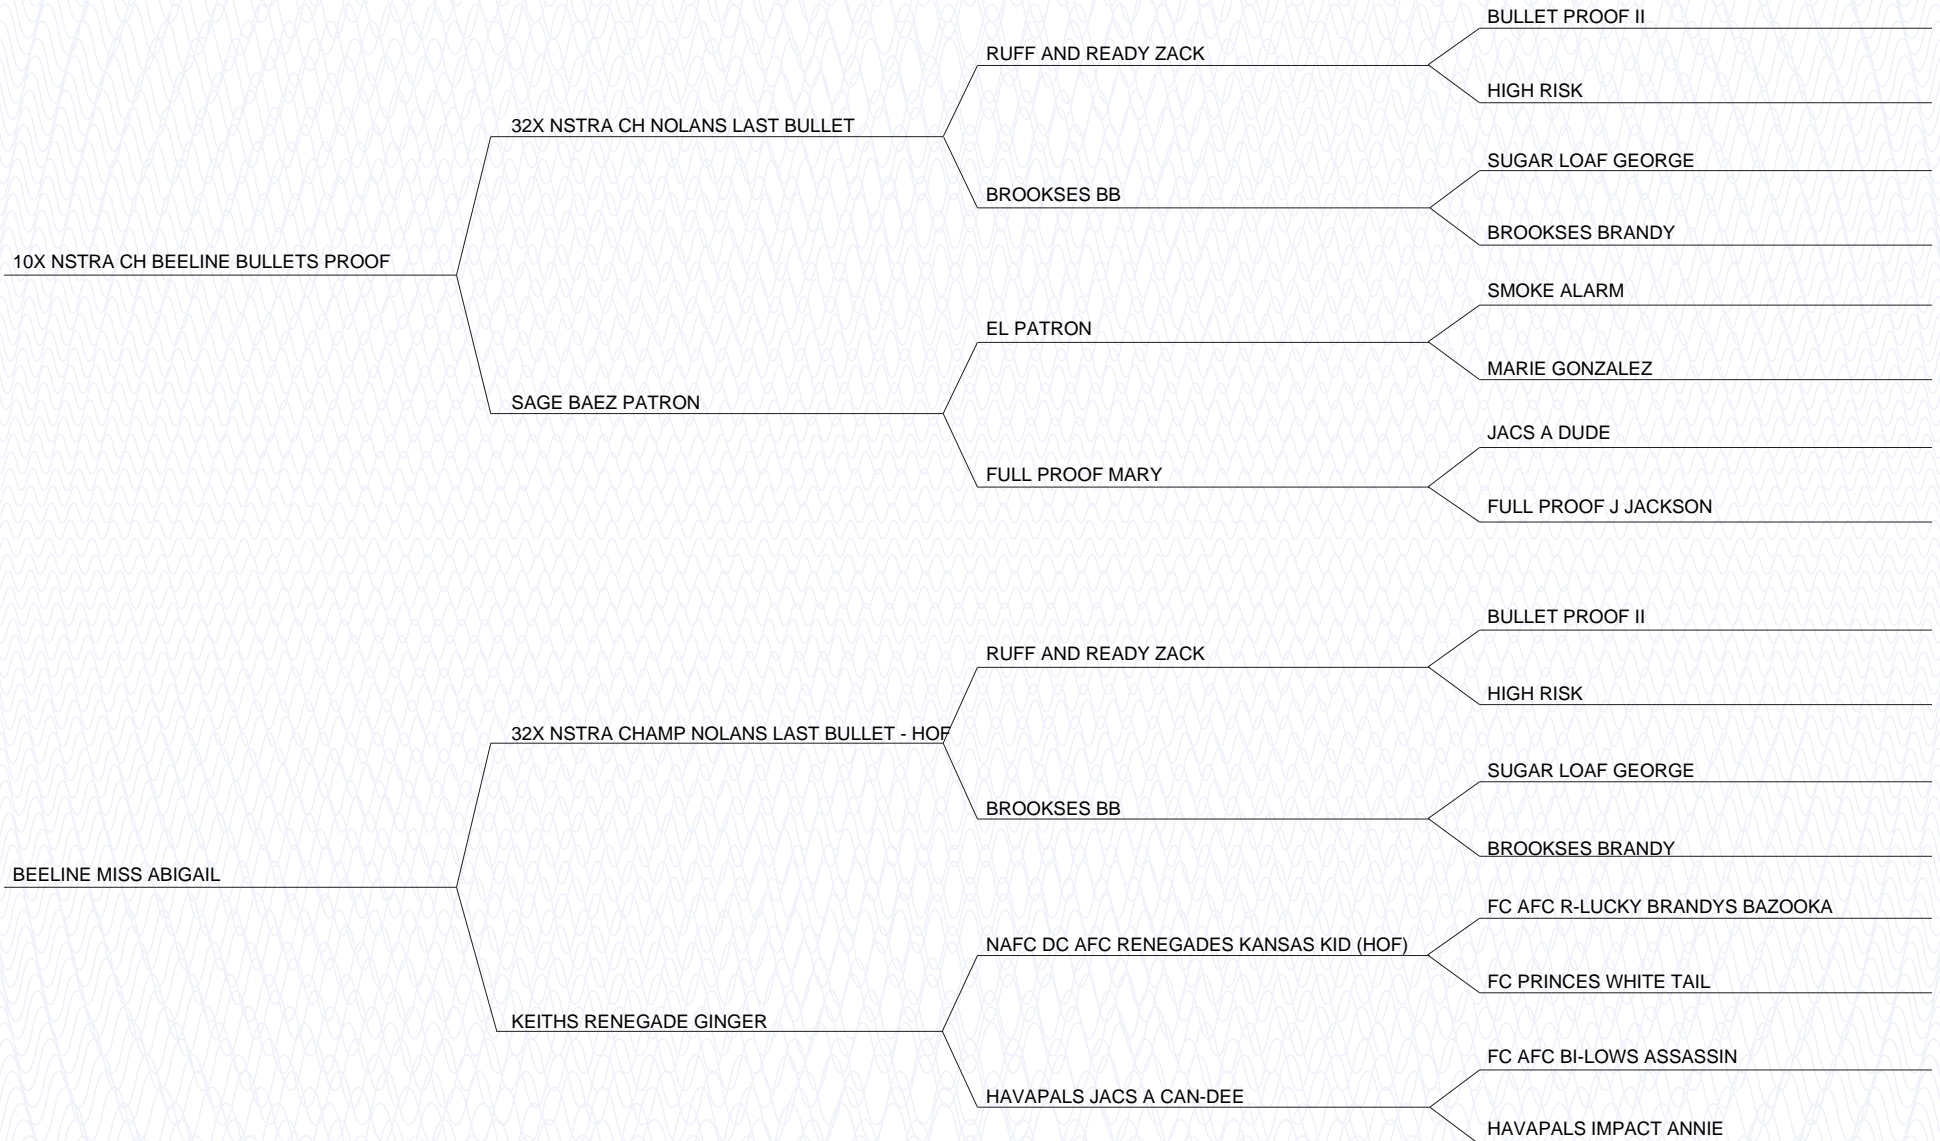 BULLET PROOF II
RUFF AND READY ZACK
HIGH RISK
32X NSTRA CH NOLANS LAST BULLET
SUGAR LOAF GEORGE
BROOKSES BB
BROOKSES BRANDY
10X NSTRA CH BEELINE BULLETS PROOF
SMOKE ALARM
EL PATRON
MARIE GONZALEZ
SAGE BAEZ PATRON
JACS A DUDE
FULL PROOF MARY
FULL PROOF J JACKSON
BULLET PROOF II
RUFF AND READY ZACK
HIGH RISK
32X NSTRA CHAMP NOLANS LAST BULLET - HOF
SUGAR LOAF GEORGE
BROOKSES BB
BROOKSES BRANDY
BEELINE MISS ABIGAIL
FC AFC R-LUCKY BRANDYS BAZOOKA
NAFC DC AFC RENEGADES KANSAS KID (HOF)
FC PRINCES WHITE TAIL
KEITHS RENEGADE GINGER
FC AFC BI-LOWS ASSASSIN
HAVAPALS JACS A CAN-DEE
HAVAPALS IMPACT ANNIE